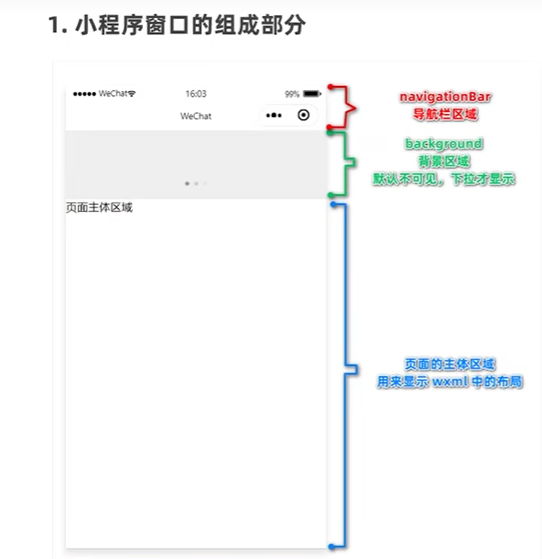 1. 小程序窗口的组成部分
WeChat
16:03
99%
WeChat
navigationBar
导航栏区域
background
背景区域
默认不可见，下拉才显示
页面主体区域
页面的主体区域
用来显示 wxml 中的布局